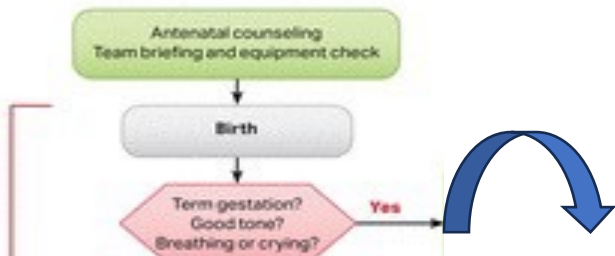 Antenatal counseling
Team briefing and equipment check
Birth
Term gestation?
Good tone?
Breathing or crying?
Yes